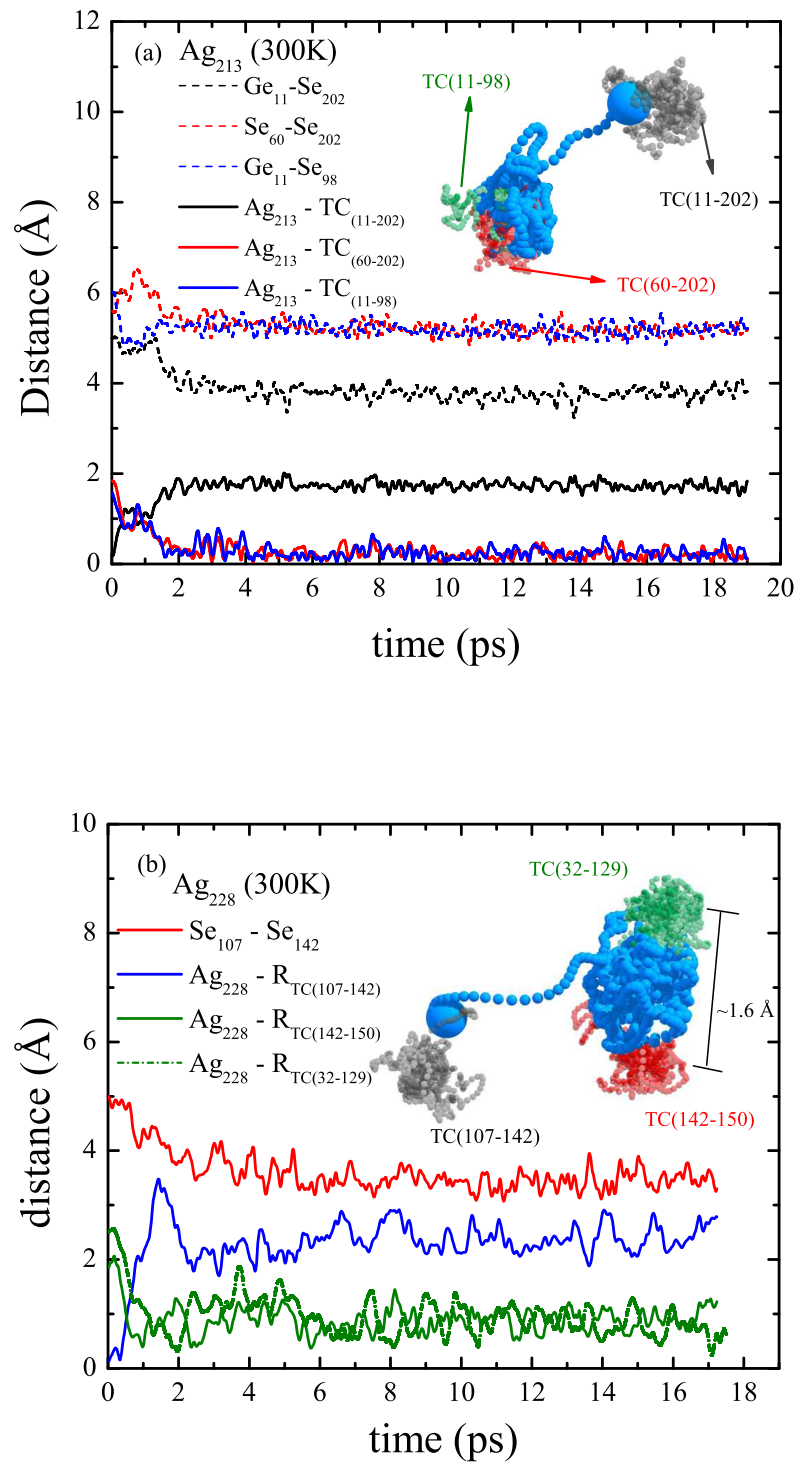 (a) Ag213 (300K)
Ge11-Se202
Se60-Se202
Ge11-Se98
Ag213 - TC(11-202)
Ag213 - TC(60-202)
Ag213 - TC(11-98)
TC(11-98)
TC(11-202)
TC(60-202)
Distance (Å)
12
10
8
6
4
2
0
0 2 4 6 8 10 12 14 16 18 20
time (ps)
(b)
Ag228 (300K)
Se107 - Se142
Ag228 - RTC(107-142)
Ag228 - RTC(142-150)
Ag228 - RTC(32-129)
TC(32-129)
~1.6 Å
TC(142-150)
TC(107-142)
distance (Å)
10
8
6
4
2
0
0 2 4 6 8 10 12 14 16 18
time (ps)